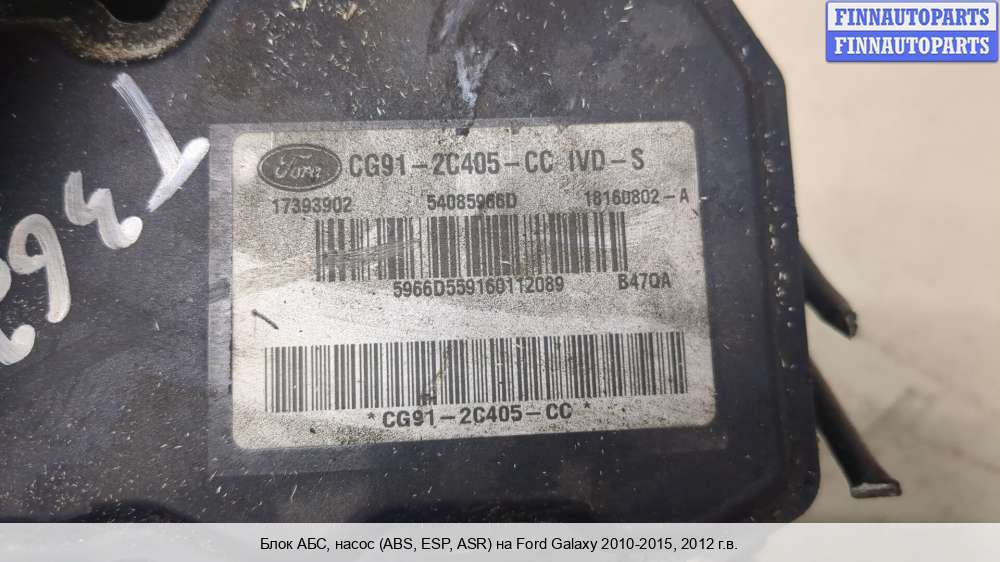 FINNAUTOPARTS
FINNAUTOPARTS
Ford
CG91-2C405-CC IVD-S
17393902 54085966D 18160802-A
5966D559160112089 B47QA
*CG91-2C405-CC*
Блок АБС, насос (ABS, ESP, ASR) на Ford Galaxy 2010-2015, 2012 г.в.